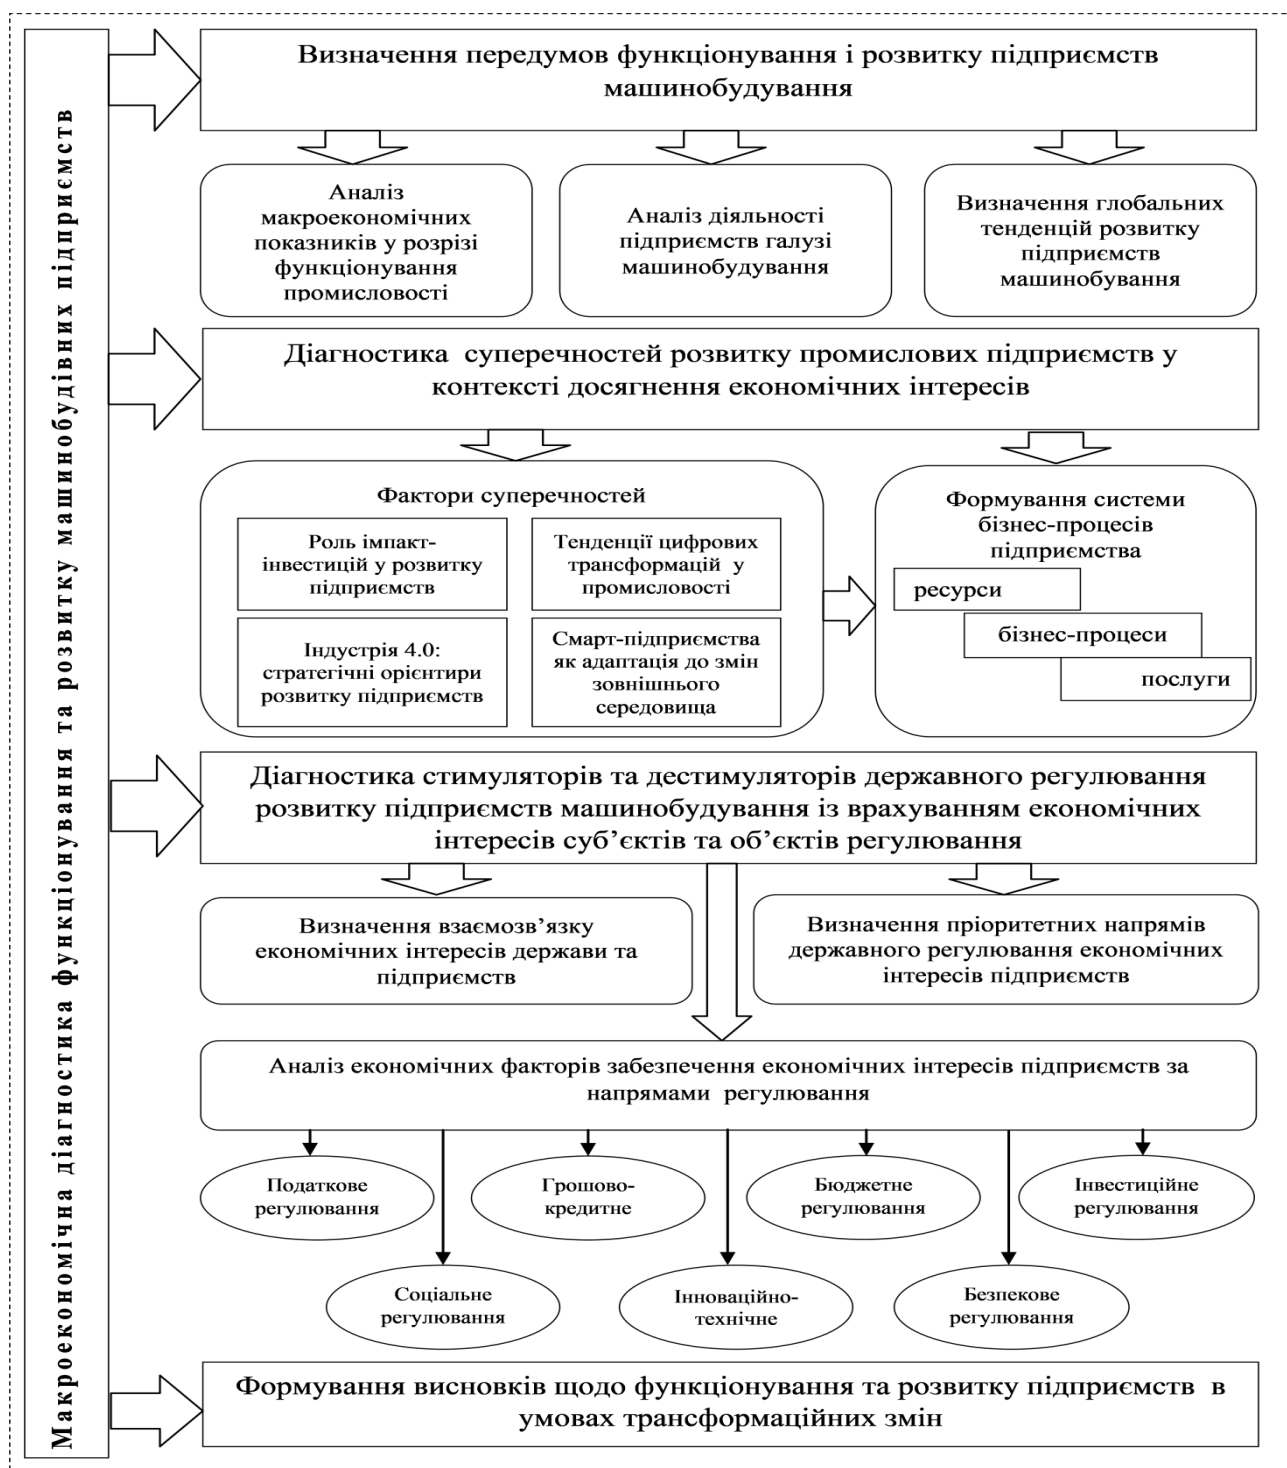 Макроекономічна діагностика функціонування та розвитку машинобудівних підприємств
Визначення передумов функціонування і розвитку підприємств
машинобудування
Аналіз
макроекономічних
показників у розрізі
функціонування
промисловості
Аналіз діяльності
підприємств галузі
машинобудування
Визначення глобальних
тенденцій розвитку
підприємств
машинобування
Діагностика суперечностей розвитку промислових підприємств у
контексті досягнення економічних інтересів
Фактори суперечностей
Роль імпакт-
інвестицій у розвитку
підприємств
Тенденції цифрових
трансформацій у
промисловості
Індустрія 4.0:
стратегічні орієнтири
розвитку підприємств
Смарт-підприємства
як адаптація до змін
зовнішнього
середовища
Формування системи
бізнес-процесів
підприємства
ресурси
бізнес-процеси
послуги
Діагностика стимуляторів та дестимуляторів державного регулювання
розвитку підприємств машинобудування із врахуванням економічних
інтересів суб’єктів та об’єктів регулювання
Визначення взаємозв’язку
економічних інтересів держави та
підприємств
Визначення пріоритетних напрямів
державного регулювання економічних
інтересів підприємств
Аналіз економічних факторів забезпечення економічних інтересів підприємств за
напрямами регулювання
Податкове
регулювання
Грошово-
кредитне
Бюджетне
регулювання
Інвестиційне
регулювання
Соціальне
регулювання
Інноваційно-
технічне
Безпекове
регулювання
Формування висновків щодо функціонування та розвитку підприємств в
умовах трансформаційних змін